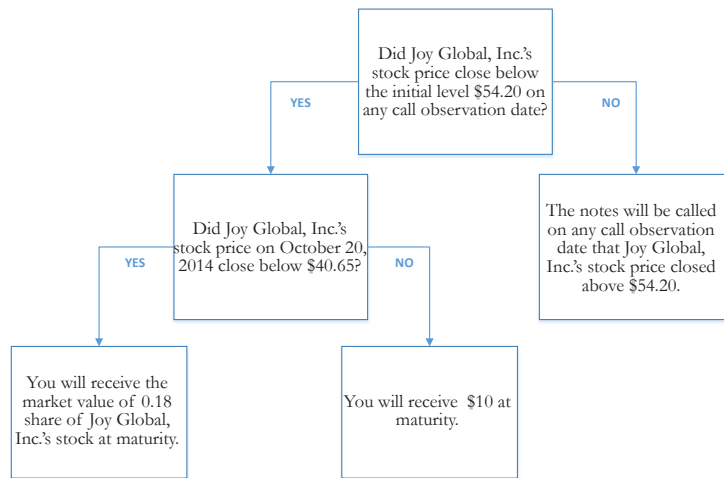 Did Joy Global, Inc.'s
stock price close below
the initial level $54.20 on
any call observation date?
YES
NO
Did Joy Global, Inc.'s
stock price on October 20,
2014 close below $40.65?
The notes will be called
on any call observation
date that Joy Global,
Inc.'s stock price closed
above $54.20.
YES
NO
You will receive the
market value of 0.18
share of Joy Global,
Inc.'s stock at maturity.
You will receive $10 at
maturity.